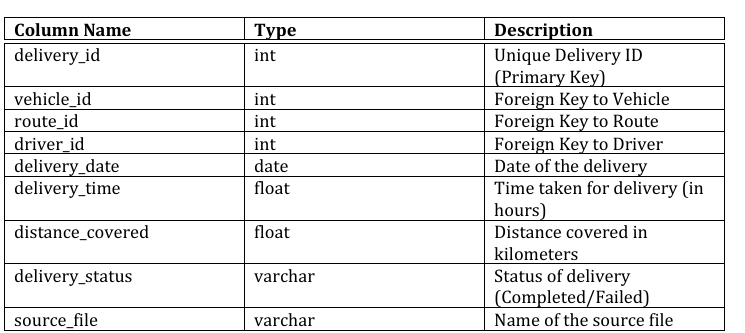 Column Name Type Description
delivery_id int Unique Delivery ID
(Primary Key)
vehicle_id int Foreign Key to Vehicle
route_id int Foreign Key to Route
driver_id int Foreign Key to Driver
delivery_date date Date of the delivery
delivery_time float Time taken for delivery (in
hours)
distance_covered float Distance covered in
kilometers
delivery_status varchar Status of delivery
(Completed/Failed)
source_file varchar Name of the source file